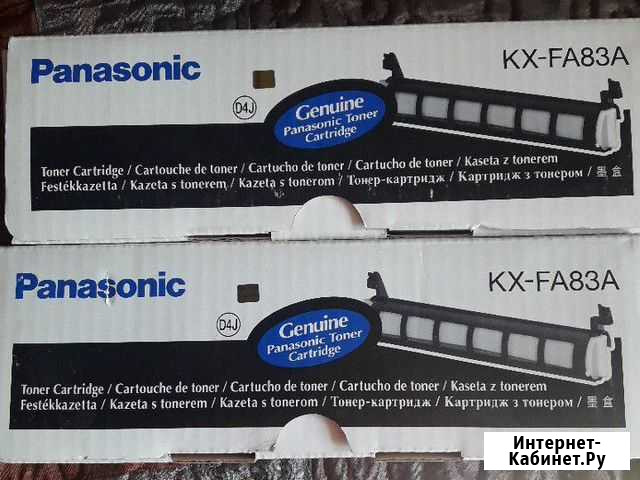 Panasonic
KX-FA83A
D4J
Genuine
Panasonic Toner
Cartridge
Toner Cartridge / Cartouche de toner / Cartucho de toner / Cartucho de toner / Kaseta z tonerem
Festékkazetta / Kazeta s tonerem / Kazeta s tonerom / Тонер-картридж / Картридж з тонером / 墨盒
Panasonic
KX-FA83A
D4J
Genuine
Panasonic Toner
Cartridge
Toner Cartridge / Cartouche de toner / Cartucho de toner / Cartucho de toner / Kaseta z tonerem
Festékkazetta / Kazeta s tonerem / Kazeta s tonerom / Тонер-картридж / Картридж з тонером / 墨盒
Интернет-
Кабинет.Ру